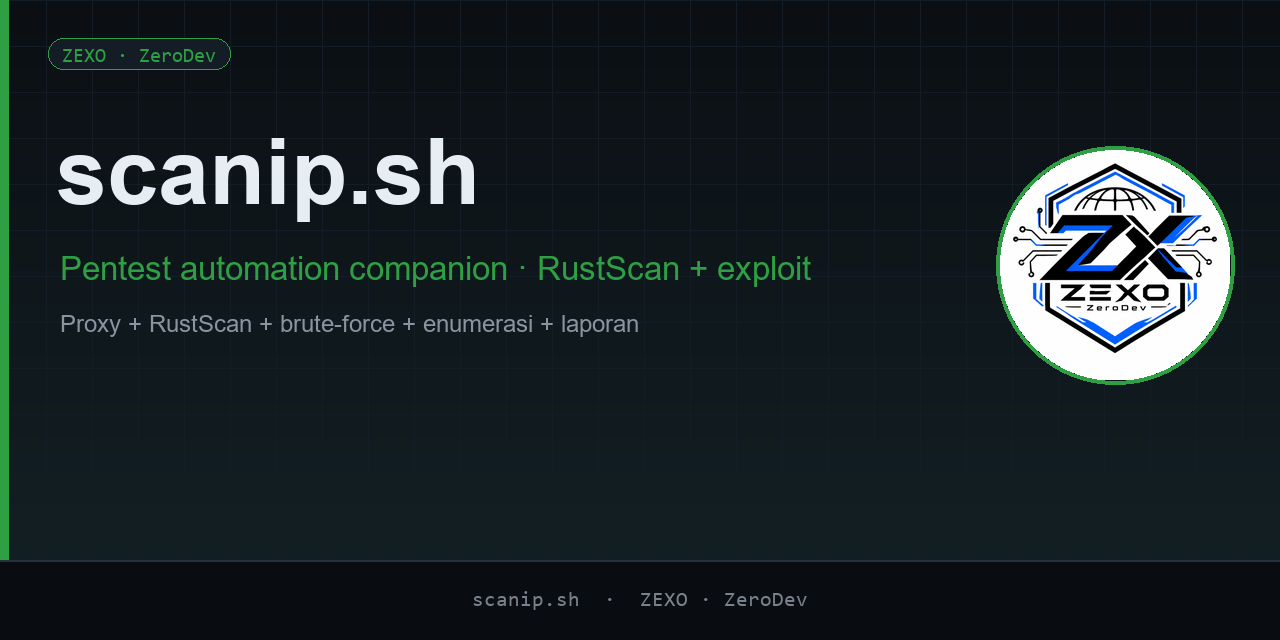 ZEXO · ZeroDev
scanip.sh
Pentest automation companion · RustScan + exploit
Proxy + RustScan + brute-force + enumerasi + laporan
ZX
ZEXO
ZeroDev
scanip.sh · ZEXO · ZeroDev